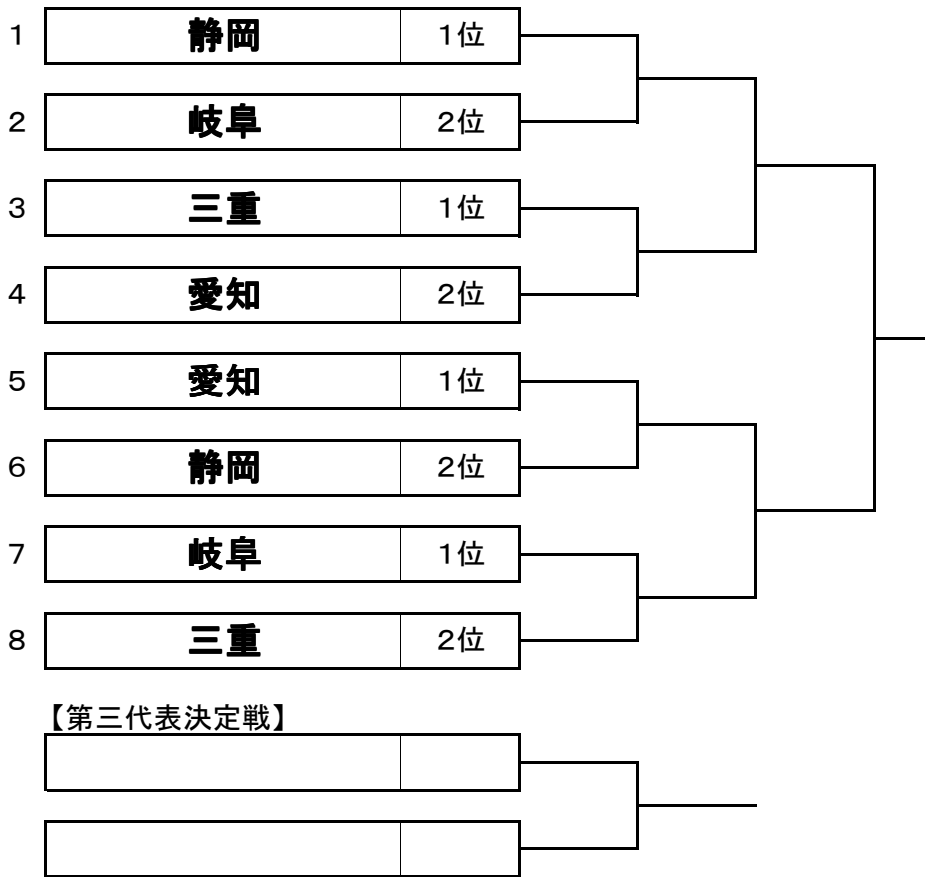 1 静岡 1位
2 岐阜 2位
3 三重 1位
4 愛知 2位
5 愛知 1位
6 静岡 2位
7 岐阜 1位
8 三重 2位
【第三代表決定戦】